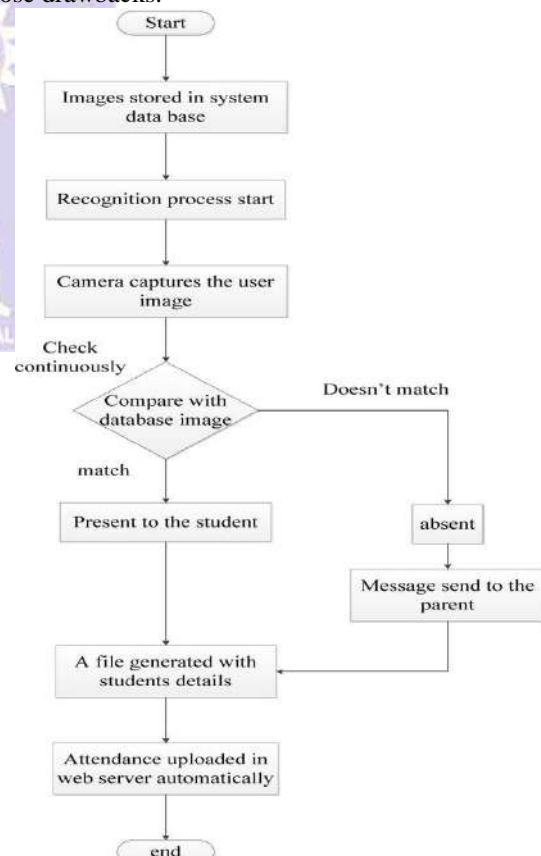 ose drawbacks.
Start
Images stored in system
data base
Recognition process start
Camera captures the user
image
Check
continuously
Compare with
database image
Doesn't match
match
Present to the student
absent
Message send to the
parent
A file generated with
students details
Attendance uploaded in
web server automatically
end